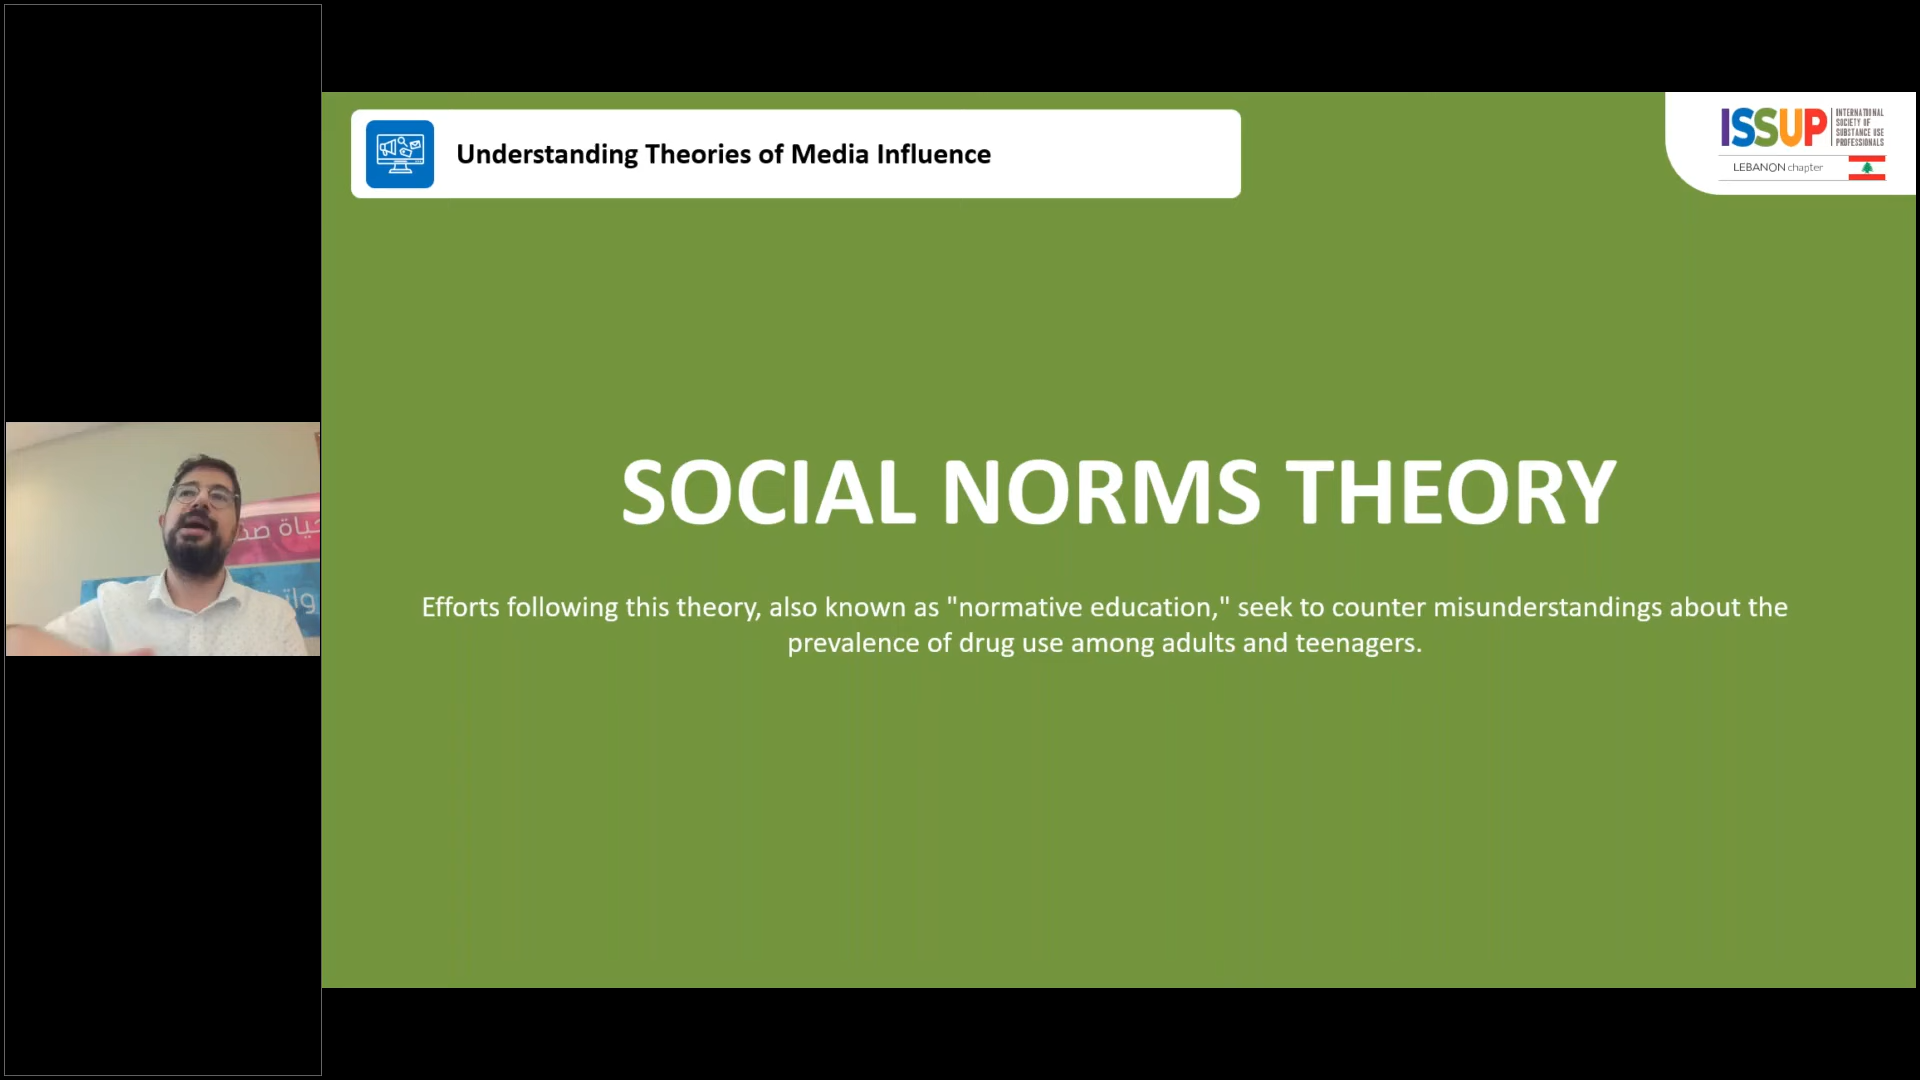 Understanding Theories of Media Influence
ISSUP
INTERNATIONAL
SOCIETY OF
SUBSTANCE USE
PROFESSIONALS
LEBANON chapter
SOCIAL NORMS THEORY
Efforts following this theory, also known as "normative education," seek to counter misunderstandings about the
prevalence of drug use among adults and teenagers.